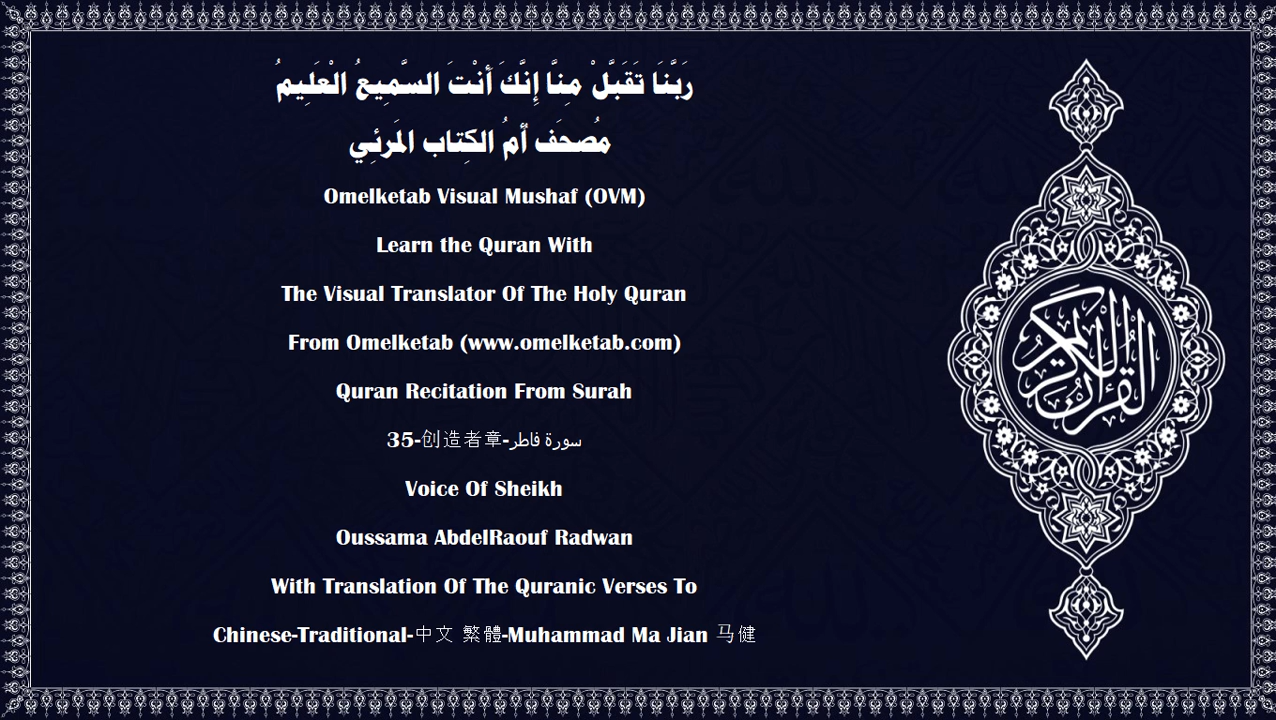 رَبَّنَا تَقَبَّلْ مِنَّا إِنَّكَ أَنْتَ السَّمِيعُ الْعَلِيمُ
مُصحَف أمُ الكِتاب المَرئِي
Omelketab Visual Mushaf (OVM)
Learn the Quran With
The Visual Translator Of The Holy Quran
From Omelketab (www.omelketab.com)
Quran Recitation From Surah
35-创造者章-سورة فاطر
Voice Of Sheikh
Oussama AbdelRaouf Radwan
With Translation Of The Quranic Verses To
Chinese-Traditional-中文 繁體-Muhammad Ma Jian 马健
القرآن الكريم